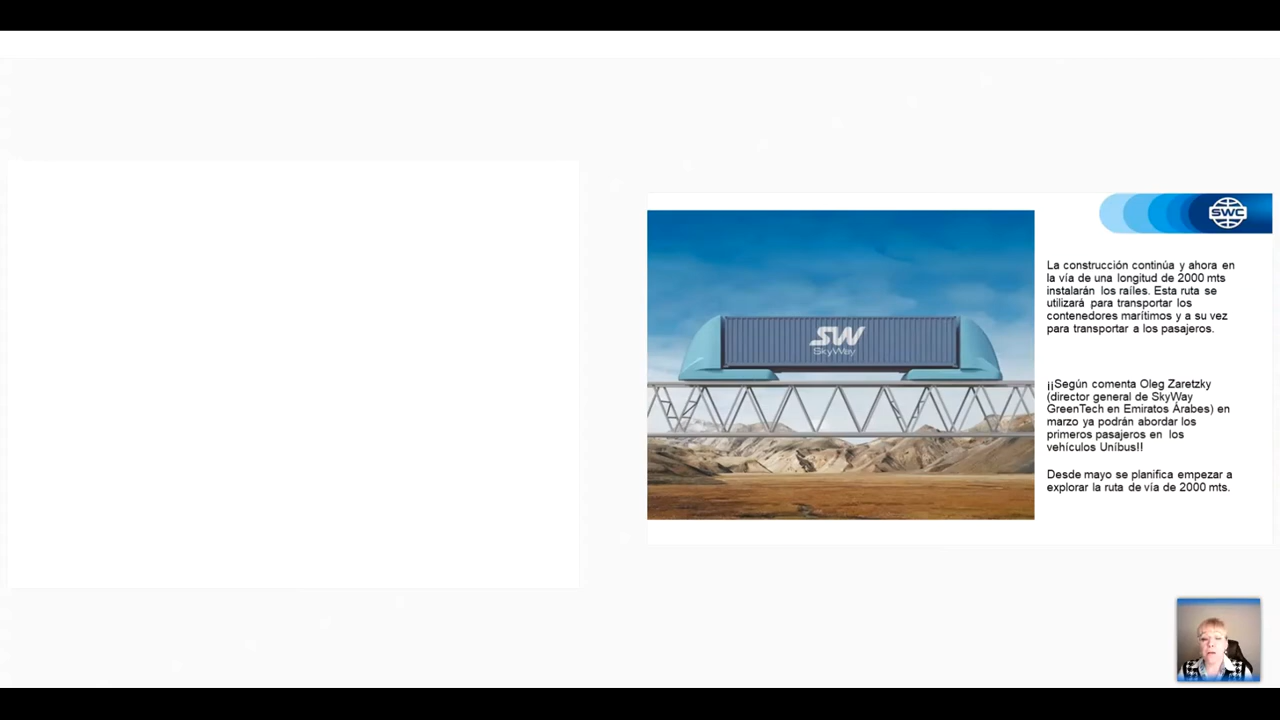 SWC
La construcción continúa y ahora en
la vía de una longitud de 2000 mts
instalarán los raíles. Esta ruta se
utilizará para transportar los
contenedores marítimos y a su vez
para transportar a los pasajeros.
SW
SkyWay
¡¡Según comenta Oleg Zaretzky
(director general de SkyWay
GreenTech en Emiratos Árabes) en
marzo ya podrán abordar los
primeros pasajeros en los
vehículos Uníbus!!
Desde mayo se planifica empezar a
explorar la ruta de vía de 2000 mts.